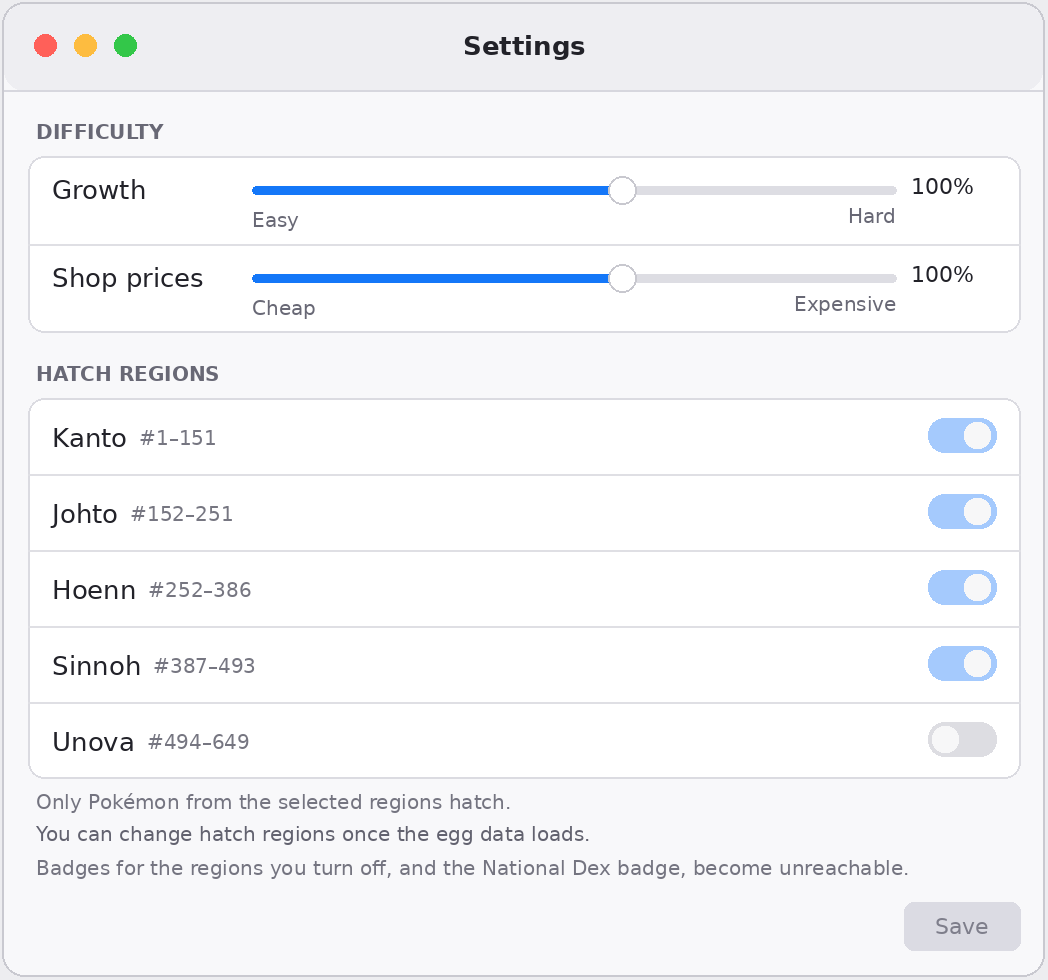 Settings
DIFFICULTY
Growth 100%
Easy Hard
Shop prices 100%
Cheap Expensive
HATCH REGIONS
Kanto #1–151
Johto #152–251
Hoenn #252–386
Sinnoh #387–493
Unova #494–649
Only Pokémon from the selected regions hatch.
You can change hatch regions once the egg data loads.
Badges for the regions you turn off, and the National Dex badge, become unreachable.
Save